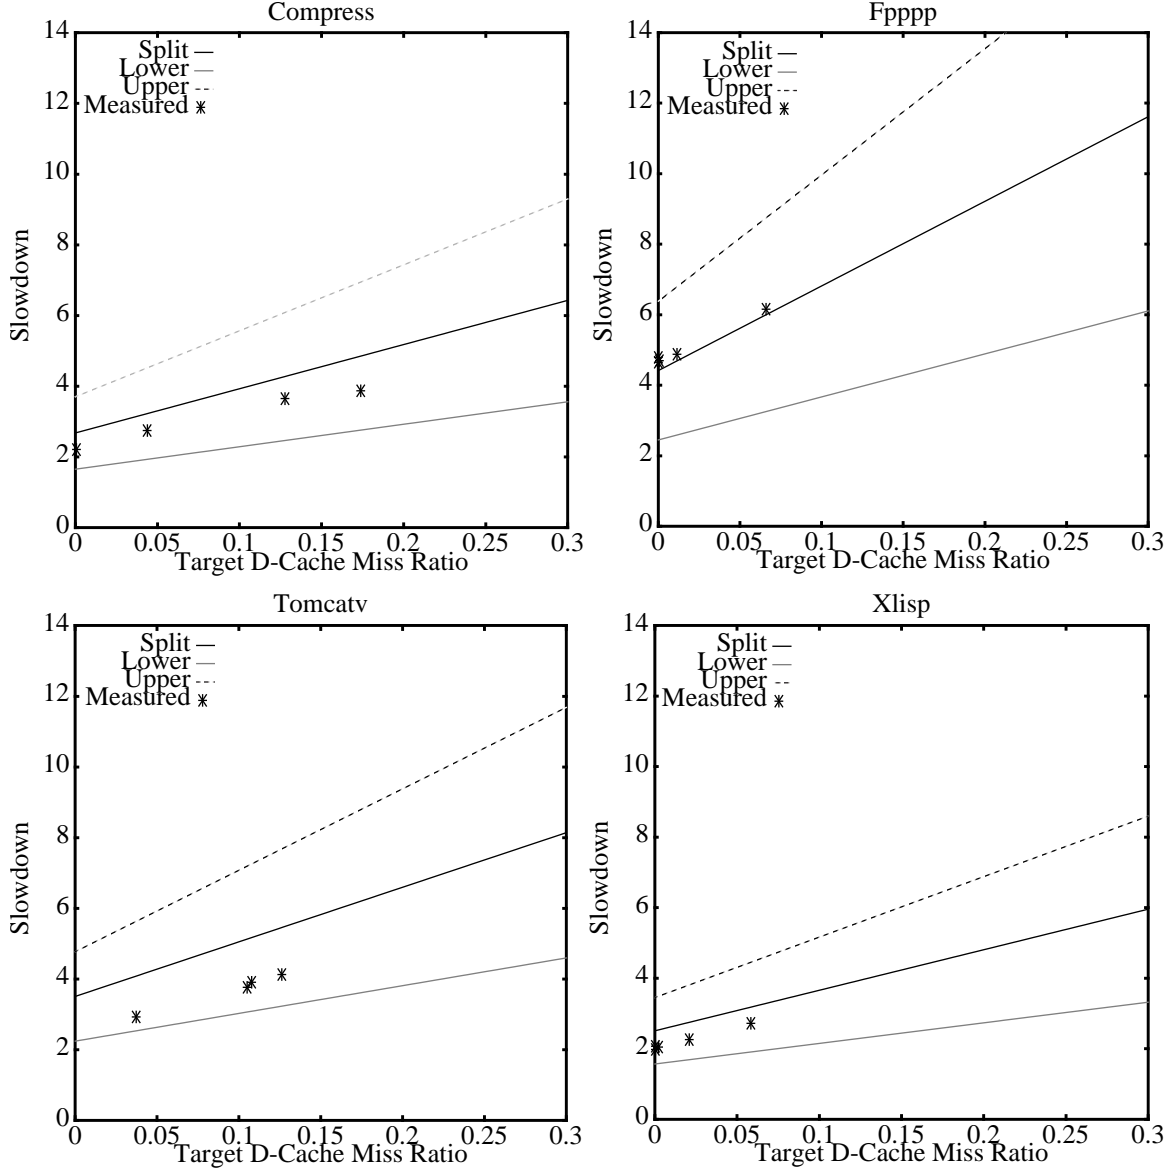 Compress
14
12
10
8
6
4
2
0
Slowdown
Split
Lower
Upper
Measured
0 0.05 0.1 0.15 0.2 0.25 0.3
Target D-Cache Miss Ratio
Fpppp
14
12
10
8
6
4
2
0
Slowdown
Split
Lower
Upper
Measured
0 0.05 0.1 0.15 0.2 0.25 0.3
Target D-Cache Miss Ratio
Tomcatv
14
12
10
8
6
4
2
0
Slowdown
Split
Lower
Upper
Measured
0 0.05 0.1 0.15 0.2 0.25 0.3
Target D-Cache Miss Ratio
Xlisp
14
12
10
8
6
4
2
0
Slowdown
Split
Lower
Upper
Measured
0 0.05 0.1 0.15 0.2 0.25 0.3
Target D-Cache Miss Ratio